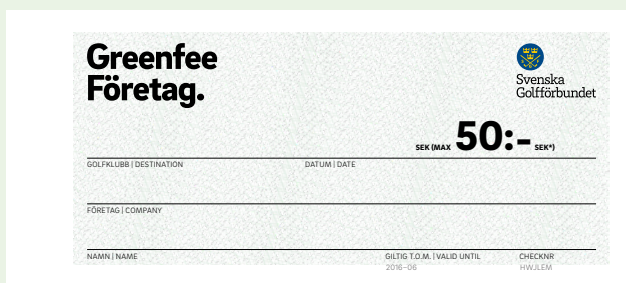 Greenfee
Företag.
Svenska
Golfförbundet
SEK (MAX 50:- SEK*)
GOLFKLUBB | DESTINATION DATUM | DATE
FÖRETAG | COMPANY
NAMN | NAME GILTIG T.O.M. | VALID UNTIL CHECKNR
2016-06 HWJLEM